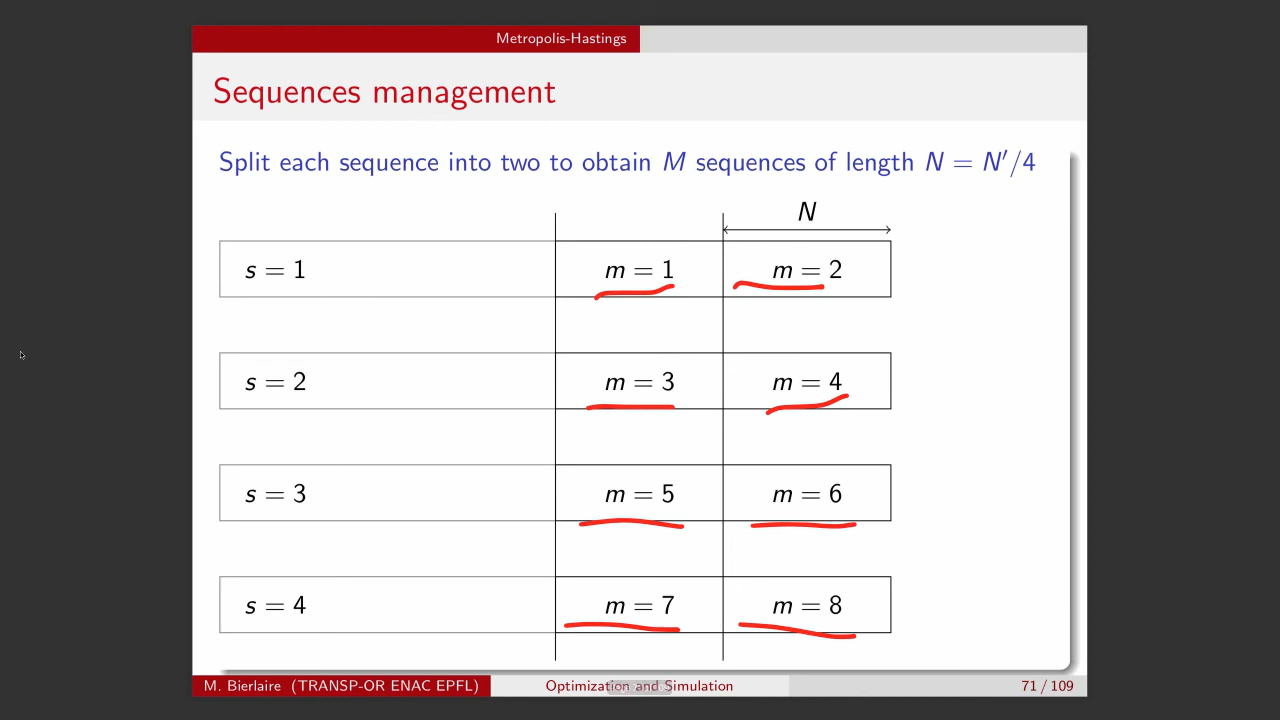 Metropolis-Hastings
Sequences management
Split each sequence into two to obtain M sequences of length N = N′/4
N
s = 1 m = 1 m = 2
s = 2 m = 3 m = 4
s = 3 m = 5 m = 6
s = 4 m = 7 m = 8
M. Bierlaire (TRANSP-OR ENAC EPFL) Optimization and Simulation 71 / 109